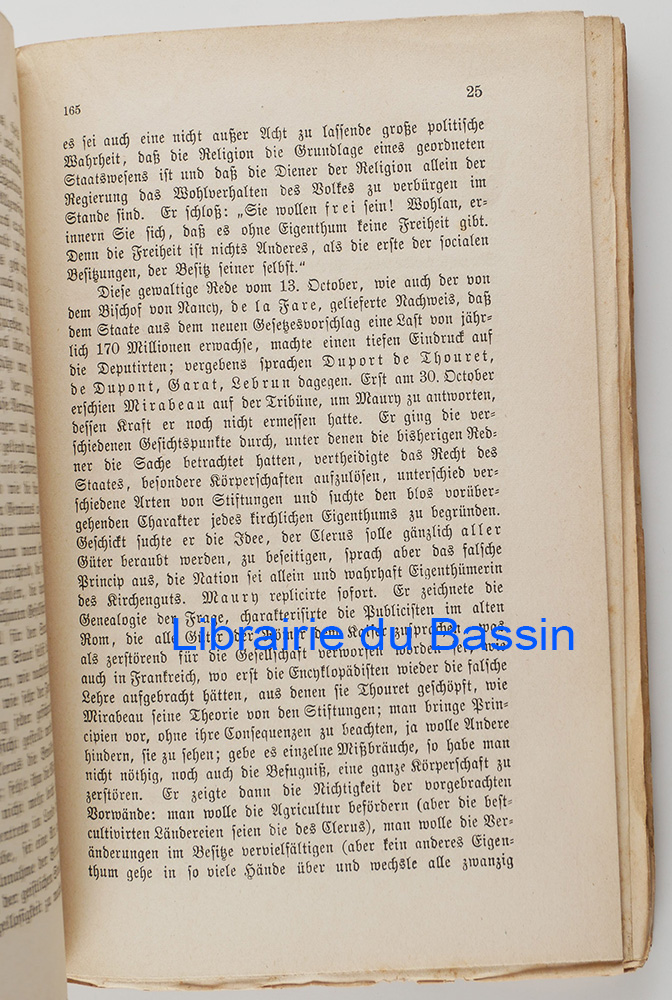 25
165
es sei auch eine nicht außer Acht zu lassende große politische
Wahrheit, daß die Religion die Grundlage eines geordneten
Staatswesens ist und daß die Diener der Religion allein der
Regierung das Wohlverhalten des Volkes zu verbürgen im
Stande sind. Er schloß: „Sie wollen frei sein! Wohlan, er-
innern Sie sich, daß es ohne Eigenthum keine Freiheit gibt.
Denn die Freiheit ist nichts Anderes, als die erste der socialen
Besitzungen, der Besitz seiner selbst.“
Diese gewaltige Rede vom 13. October, wie auch der von
dem Bischof von Nancy, de la Fare, gelieferte Nachweis, daß
dem Staate aus dem neuen Gesetzesvorschlag eine Last von jähr-
lich 170 Millionen erwachse, machte einen tiefen Eindruck auf
die Deputirten; vergebens sprachen Duport de Thouret,
de Dupont, Garat, Lebrun dagegen. Erst am 30. October
erschien Mirabeau auf der Tribüne, um Maury zu antworten,
dessen Kraft er noch nicht ermessen hatte. Er ging die ver-
schiedenen Gesichtspunkte durch, unter denen die bisherigen Red-
ner die Sache betrachtet hatten, vertheidigte das Recht des
Staates, besondere Körperschaften aufzulösen, unterschied ver-
schiedene Arten von Stiftungen und suchte den blos vorüber-
gehenden Charakter jedes kirchlichen Eigenthums zu begründen.
Geschickt suchte er die Idee, der Clerus solle gänzlich aller
Güter beraubt werden, zu beseitigen, sprach aber das falsche
Princip aus, die Nation sei allein und wahrhaft Eigenthümerin
des Kirchenguts. Maury replicirte sofort. Er zeichnete die
Genealogie der Frage, charakterisirte die Publicisten im alten
Rom, die alle Güter der Römer dem Kaiser zusprachen, was
als zerstörend für die Gesellschaft verworfen worden sei, wie
auch in Frankreich, wo erst die Encyklopädisten wieder die falsche
Lehre aufgebracht hätten, aus denen sie Thouret geschöpft, wie
Mirabeau seine Theorie von den Stiftungen; man bringe Prin-
cipien vor, ohne ihre Consequenzen zu beachten, ja wolle Andere
hindern, sie zu sehen; gebe es einzelne Mißbräuche, so habe man
nicht nöthig, noch auch die Befugniß, eine ganze Körperschaft zu
zerstören. Er zeigte dann die Nichtigkeit der vorgebrachten
Vorwände: man wolle die Agricultur befördern (aber die best-
cultivirten Ländereien seien die des Clerus), man wolle die Ver-
änderungen im Besitze vervielfältigen (aber kein anderes Eigen-
thum gehe in so viele Hände über und wechsle alle zwanzig
Librairie du Bassin